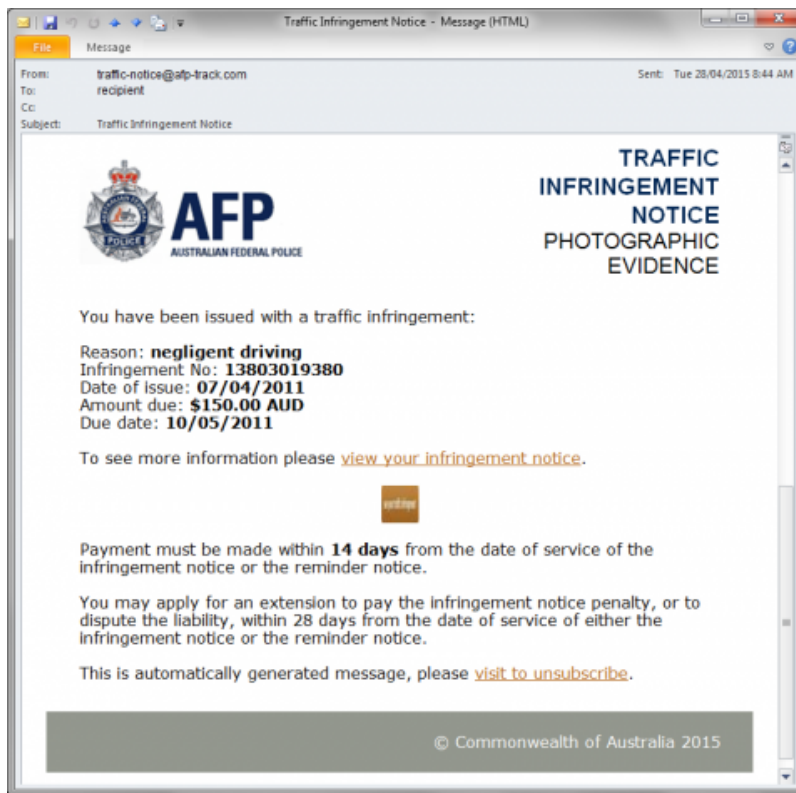 Traffic Infringement Notice - Message (HTML)
File Message
From: traffic-notice@afp-track.com Sent: Tue 28/04/2015 8:44 AM
To: recipient
Cc:
Subject: Traffic Infringement Notice
TRAFFIC
INFRINGEMENT
NOTICE
PHOTOGRAPHIC
EVIDENCE
AUSTRALIAN FEDERAL
POLICE
AFP
AUSTRALIAN FEDERAL POLICE
You have been issued with a traffic infringement:
Reason: negligent driving
Infringement No: 13803019380
Date of issue: 07/04/2011
Amount due: $150.00 AUD
Due date: 10/05/2011
To see more information please view your infringement notice.
Payment must be made within 14 days from the date of service of the
infringement notice or the reminder notice.
You may apply for an extension to pay the infringement notice penalty, or to
dispute the liability, within 28 days from the date of service of either the
infringement notice or the reminder notice.
This is automatically generated message, please visit to unsubscribe.
© Commonwealth of Australia 2015